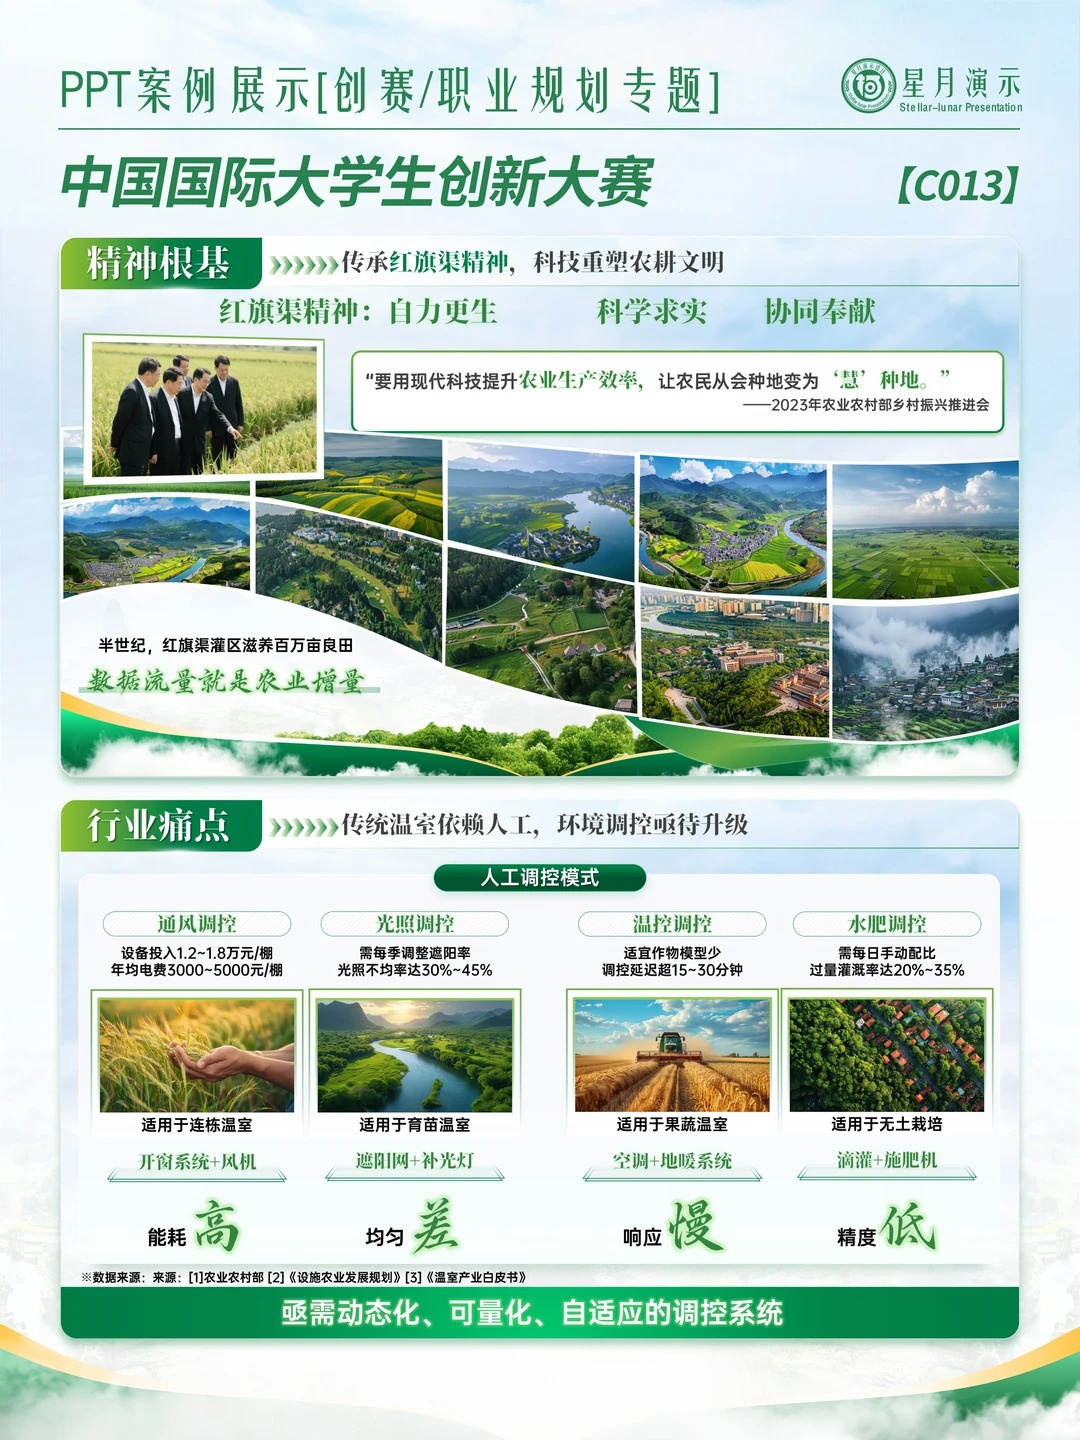 PPT案例展示[创赛/职业规划专题]
星月演示
Stellar-lunar Presentation
中国国际大学生创新大赛
【C013】
精神根基
传承红旗渠精神，科技重塑农耕文明
红旗渠精神：自力更生 科学求实 协同奉献
“要用现代科技提升农业生产效率，让农民从会种地变为‘慧’种地。”
——2023年农业农村部乡村振兴推进会
半世纪，红旗渠灌区滋养百万亩良田
数据流量就是农业增量
行业痛点
传统温室依赖人工，环境调控亟待升级
人工调控模式
通风调控
设备投入1.2~1.8万元/棚
年均电费3000~5000元/棚
适用于连栋温室
开窗系统+风机
能耗高
光照调控
需每季调整遮阳率
光照不均率达30%~45%
适用于育苗温室
遮阳网+补光灯
均匀差
温控调控
适宜作物模型少
调控延迟超15~30分钟
适用于果蔬温室
空调+地暖系统
响应慢
水肥调控
需每日手动配比
过量灌溉率达20%~35%
适用于无土栽培
滴灌+施肥机
精度低
※数据来源：来源：[1]农业农村部 [2]《设施农业发展规划》[3]《温室产业白皮书》
亟需动态化、可量化、自适应的调控系统